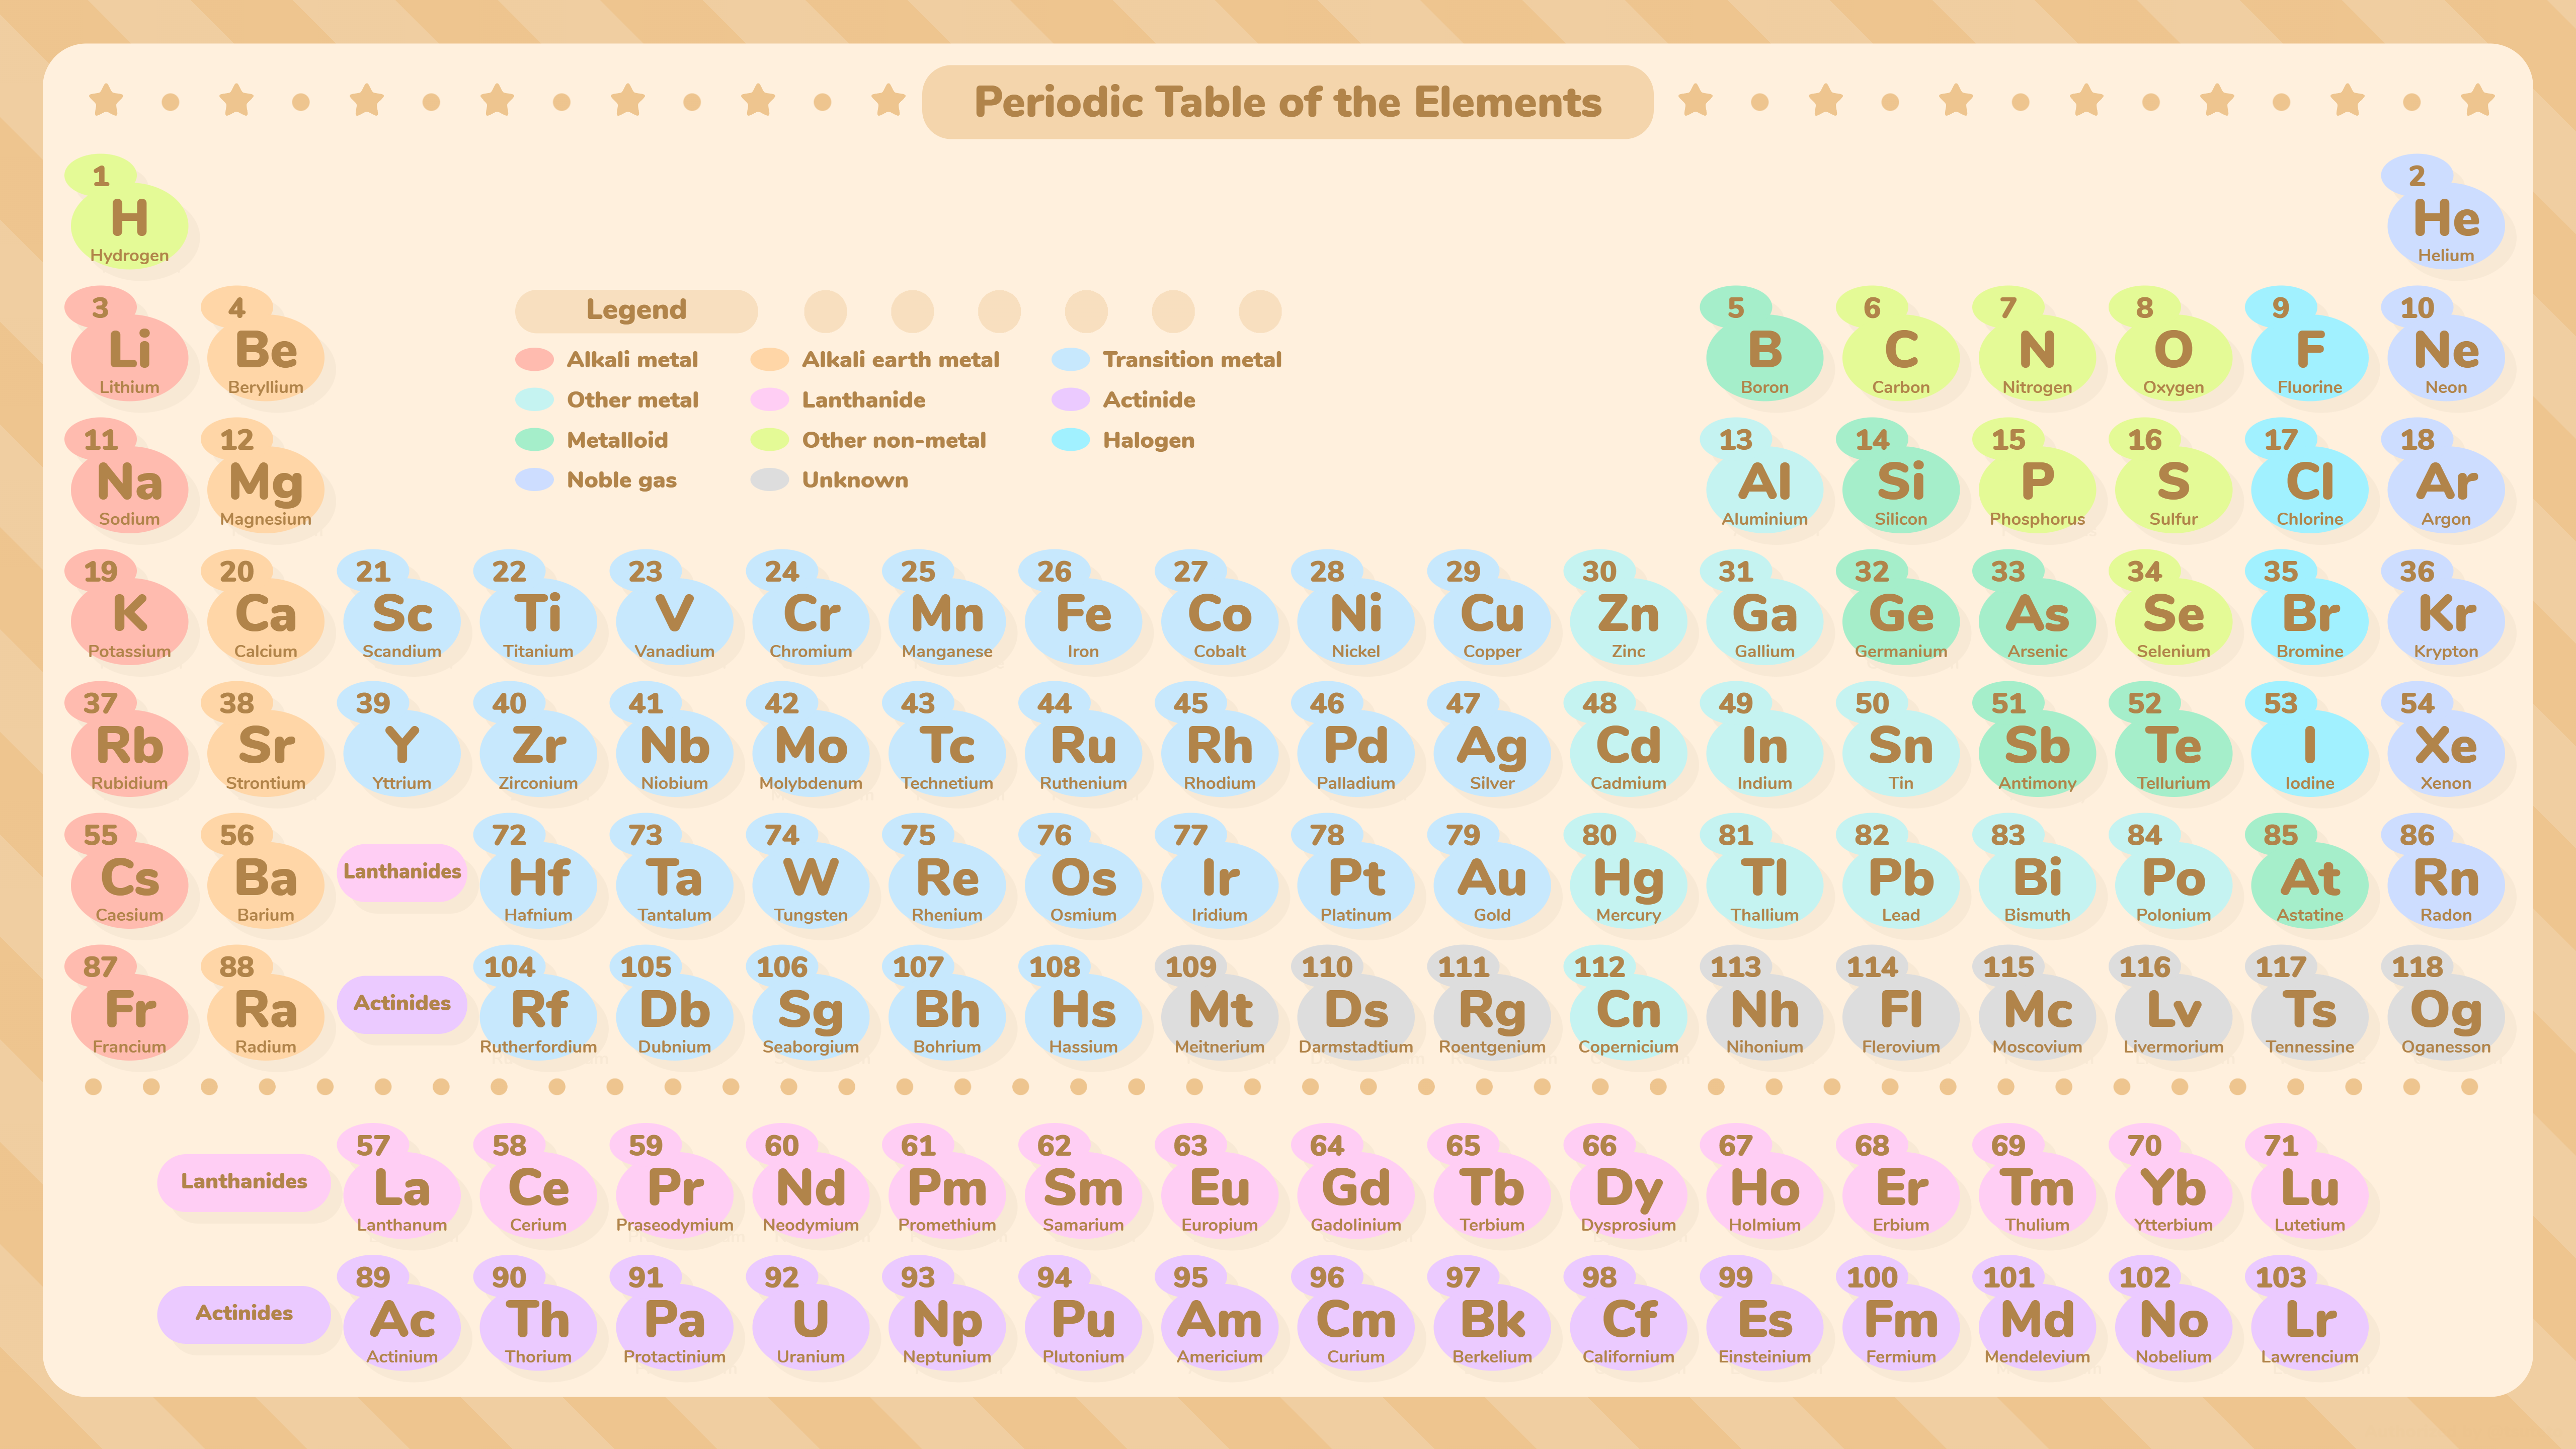 Periodic Table of the Elements
1 2
H He
Hydrogen Helium
3 4 Legend 5 6 7 8 9 10
Li Be B C N O F Ne
Alkali metal Alkali earth metal Transition metal
Lithium Beryllium Boron Carbon Nitrogen Oxygen Fluorine Neon
Other metal Lanthanide Actinide
11 12 Metalloid Other non-metal Halogen 13 14 15 16 17 18
Na Mg Noble gas Unknown Al Si P S Cl Ar
Sodium Magnesium Aluminium Silicon Phosphorus Sulfur Chlorine Argon
19 20 21 22 23 24 25 26 27 28 29 30 31 32 33 34 35 36
K Ca Sc Ti V Cr Mn Fe Co Ni Cu Zn Ga Ge As Se Br Kr
Potassium Calcium Scandium Titanium Vanadium Chromium Manganese Iron Cobalt Nickel Copper Zinc Gallium Germanium Arsenic Selenium Bromine Krypton
37 38 39 40 41 42 43 44 45 46 47 48 49 50 51 52 53 54
Rb Sr Y Zr Nb Mo Tc Ru Rh Pd Ag Cd In Sn Sb Te I Xe
Rubidium Strontium Yttrium Zirconium Niobium Molybdenum Technetium Ruthenium Rhodium Palladium Silver Cadmium Indium Tin Antimony Tellurium Iodine Xenon
55 56 72 73 74 75 76 77 78 79 80 81 82 83 84 85 86
Cs Ba Lanthanides Hf Ta W Re Os Ir Pt Au Hg Tl Pb Bi Po At Rn
Caesium Barium Hafnium Tantalum Tungsten Rhenium Osmium Iridium Platinum Gold Mercury Thallium Lead Bismuth Polonium Astatine Radon
87 88 104 105 106 107 108 109 110 111 112 113 114 115 116 117 118
Fr Ra Actinides Rf Db Sg Bh Hs Mt Ds Rg Cn Nh Fl Mc Lv Ts Og
Francium Radium Rutherfordium Dubnium Seaborgium Bohrium Hassium Meitnerium Darmstadtium Roentgenium Copernicium Nihonium Flerovium Moscovium Livermorium Tennessine Oganesson
57 58 59 60 61 62 63 64 65 66 67 68 69 70 71
Lanthanides La Ce Pr Nd Pm Sm Eu Gd Tb Dy Ho Er Tm Yb Lu
Lanthanum Cerium Praseodymium Neodymium Promethium Samarium Europium Gadolinium Terbium Dysprosium Holmium Erbium Thulium Ytterbium Lutetium
89 90 91 92 93 94 95 96 97 98 99 100 101 102 103
Actinides Ac Th Pa U Np Pu Am Cm Bk Cf Es Fm Md No Lr
Actinium Thorium Protactinium Uranium Neptunium Plutonium Americium Curium Berkelium Californium Einsteinium Fermium Mendelevium Nobelium Lawrencium